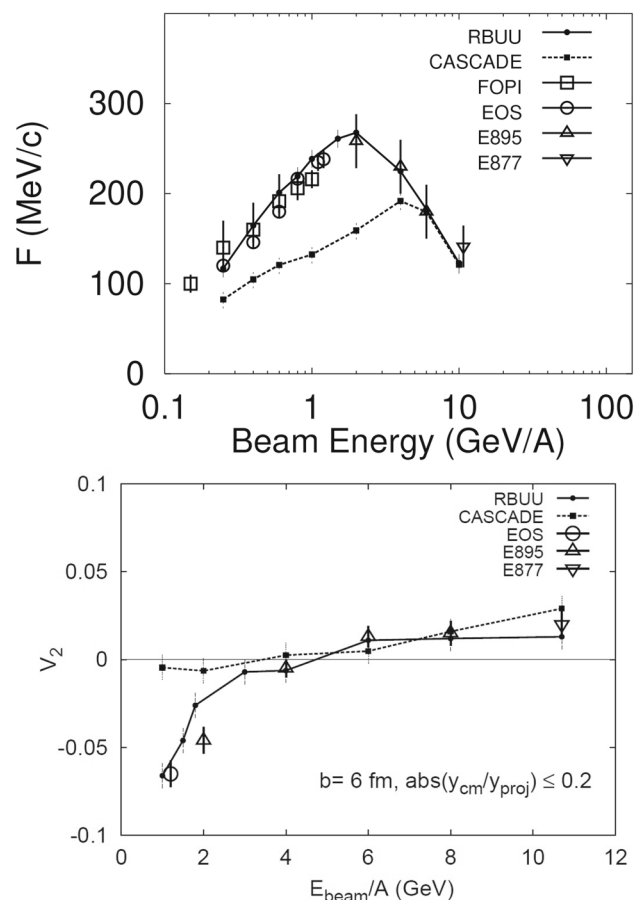 RBUU
CASCADE
FOPI
EOS
E895
E877
300
200
100
0
F (MeV/c)
0.1 1 10 100
Beam Energy (GeV/A)
0.1
0.05
0
-0.05
-0.1
V2
RBUU
CASCADE
EOS
E895
E877
b= 6 fm, abs(ycm/yproj) ≤ 0.2
0 2 4 6 8 10 12
Ebeam/A (GeV)